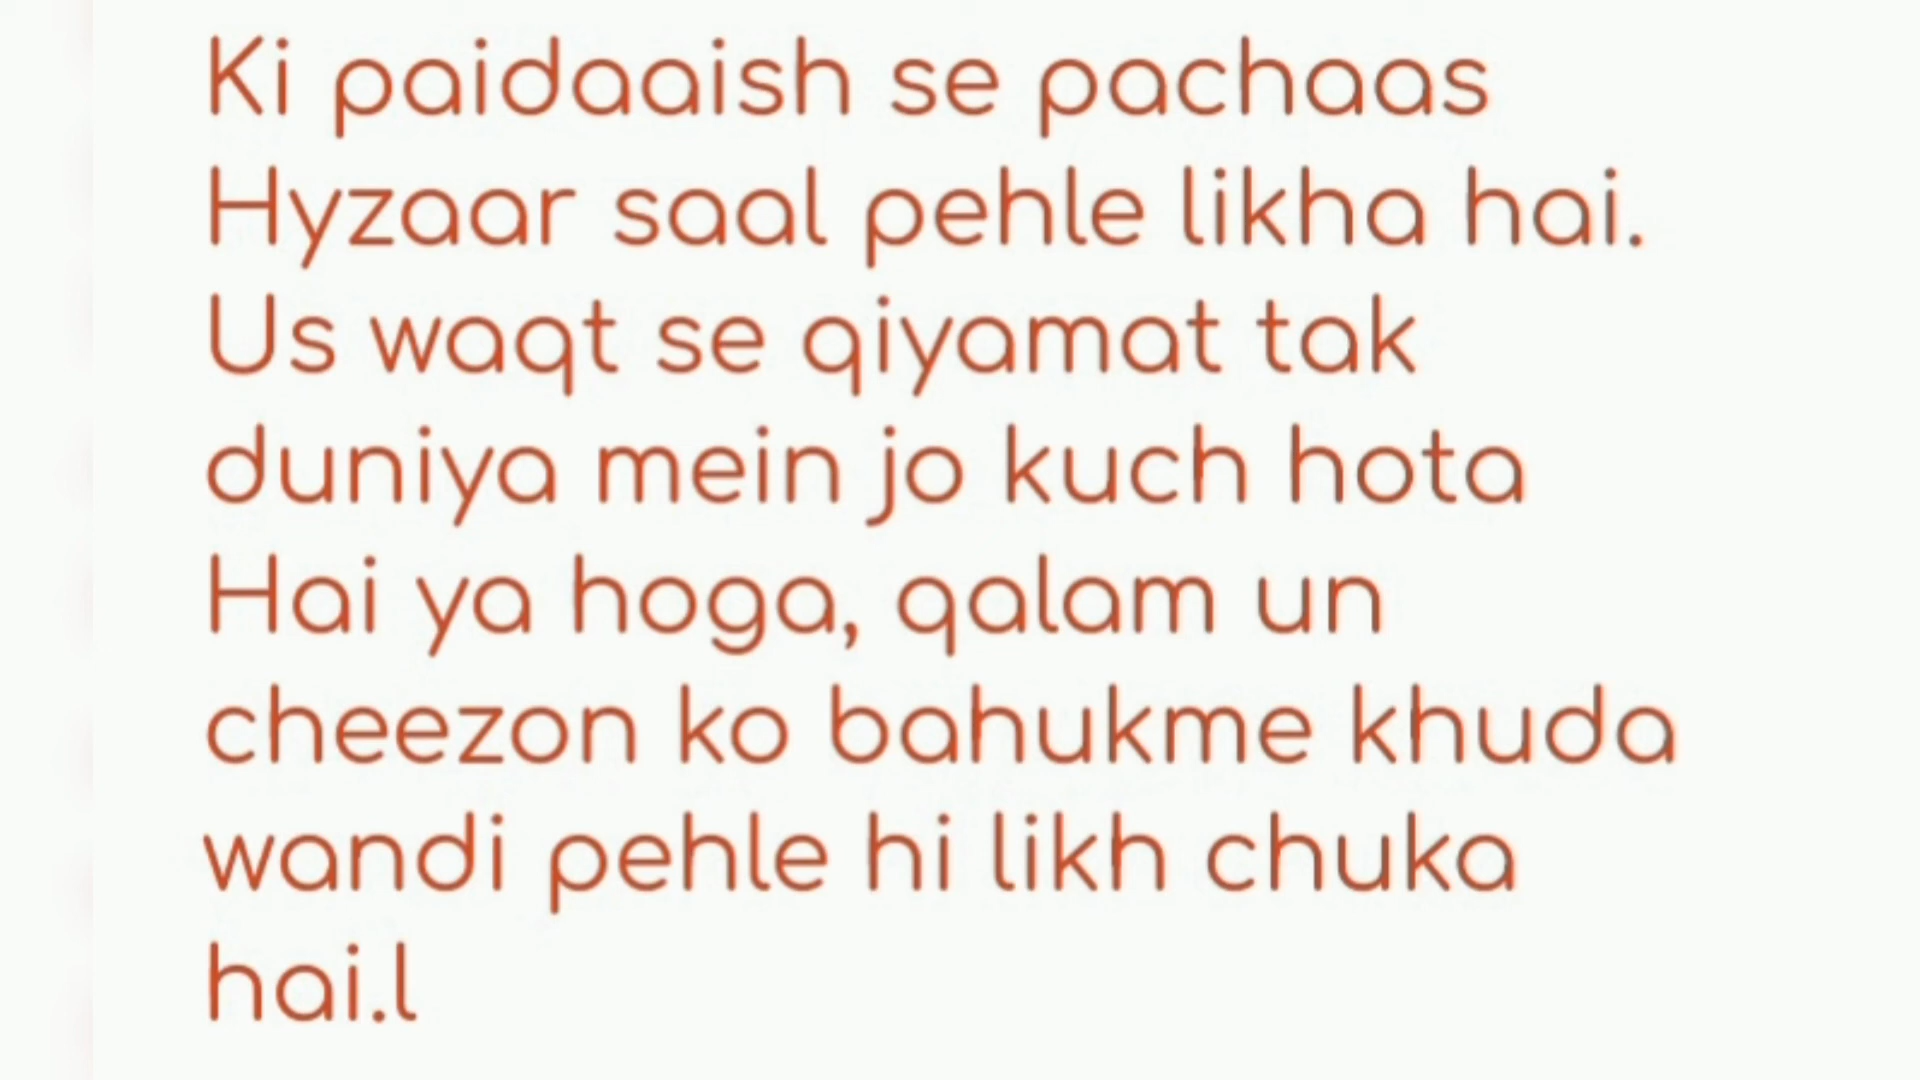 Ki paidaaish se pachaas
Hyzaar saal pehle likha hai.
Us waqt se qiyamat tak
duniya mein jo kuch hota
Hai ya hoga, qalam un
cheezon ko bahukme khuda
wandi pehle hi likh chuka
hai.l